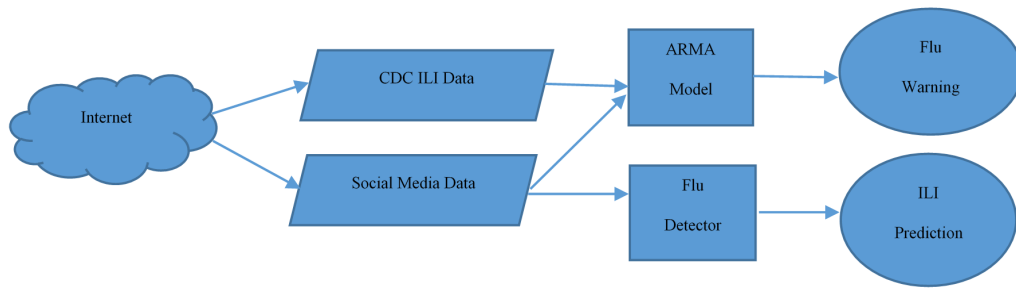 Internet
CDC ILI Data
Social Media Data
ARMA
Model
Flu
Detector
Flu
Warning
ILI
Prediction